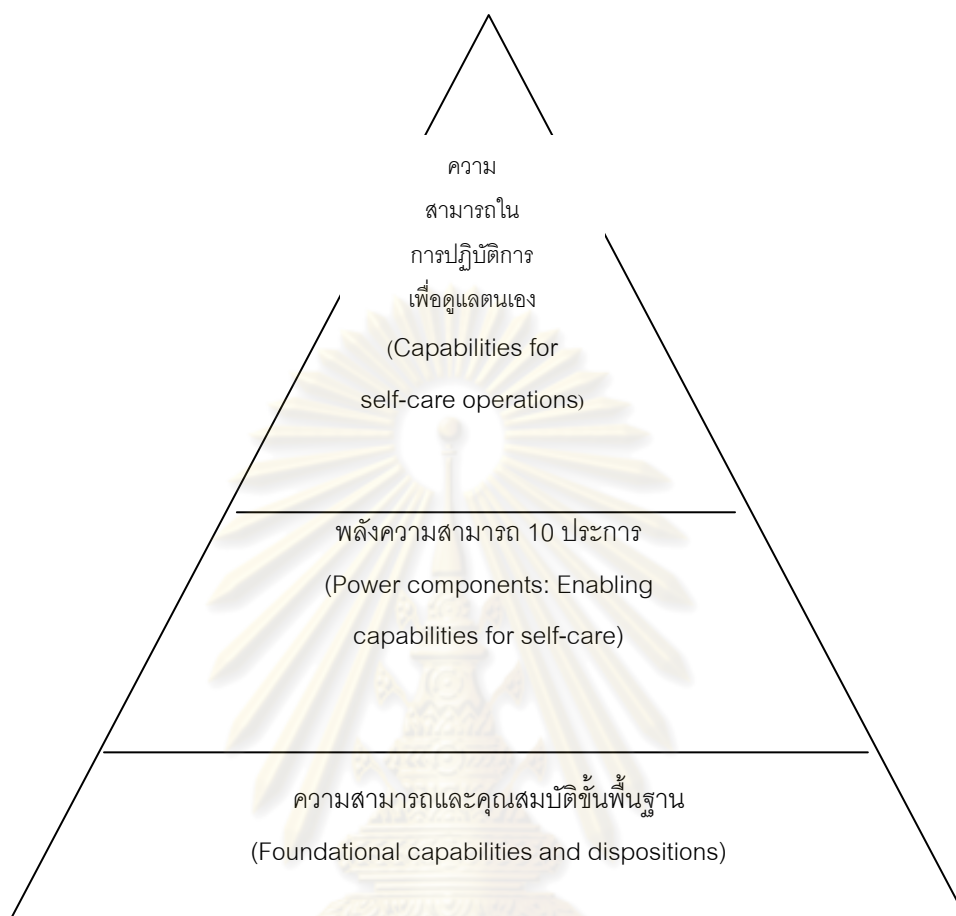 ความ
สามารถใน
การปฏิบัติการ
เพื่อดูแลตนเอง
(Capabilities for
self-care operations)
พลังความสามารถ 10 ประการ
(Power components: Enabling
capabilities for self-care)
ความสามารถและคุณสมบัติขั้นพื้นฐาน
(Foundational capabilities and dispositions)